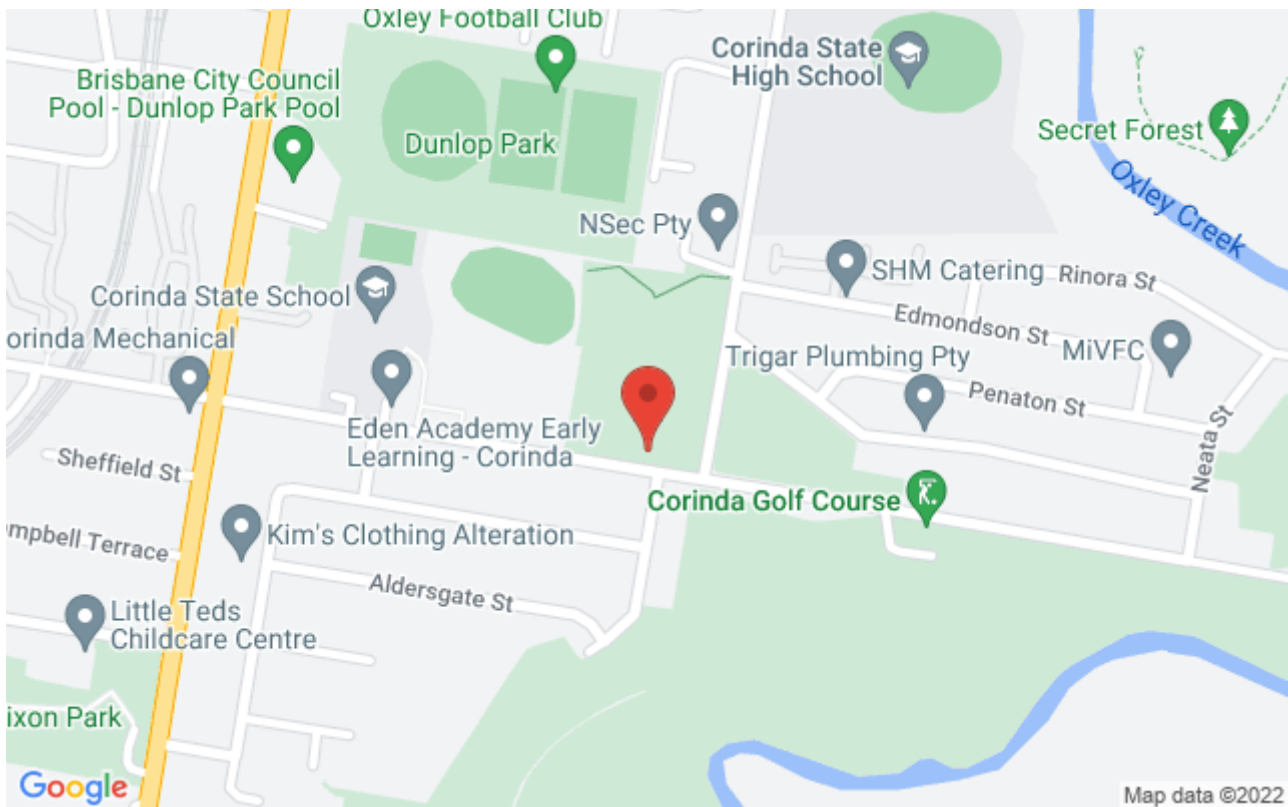 Oxley Football Club
Corinda State
High School
Brisbane City Council
Pool - Dunlop Park Pool
Secret Forest
Dunlop Park
Oxley Creek
NSec Pty
SHM Catering
Rinora St
Corinda State School
Edmondson St
orinda Mechanical
MiVFC
Trigar Plumbing Pty
Penaton St
Eden Academy Early
Learning - Corinda
Neata St
Sheffield St
Corinda Golf Course
Kim's Clothing Alteration
mpbell Terrace
Aldersgate St
Little Teds
Childcare Centre
ixon Park
Google
Map data ©2022